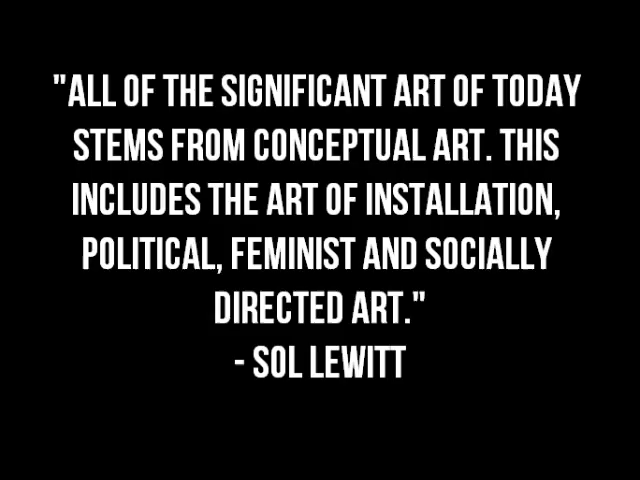 "ALL OF THE SIGNIFICANT ART OF TODAY
STEMS FROM CONCEPTUAL ART. THIS
INCLUDES THE ART OF INSTALLATION,
POLITICAL, FEMINIST AND SOCIALLY
DIRECTED ART."
- SOL LEWITT